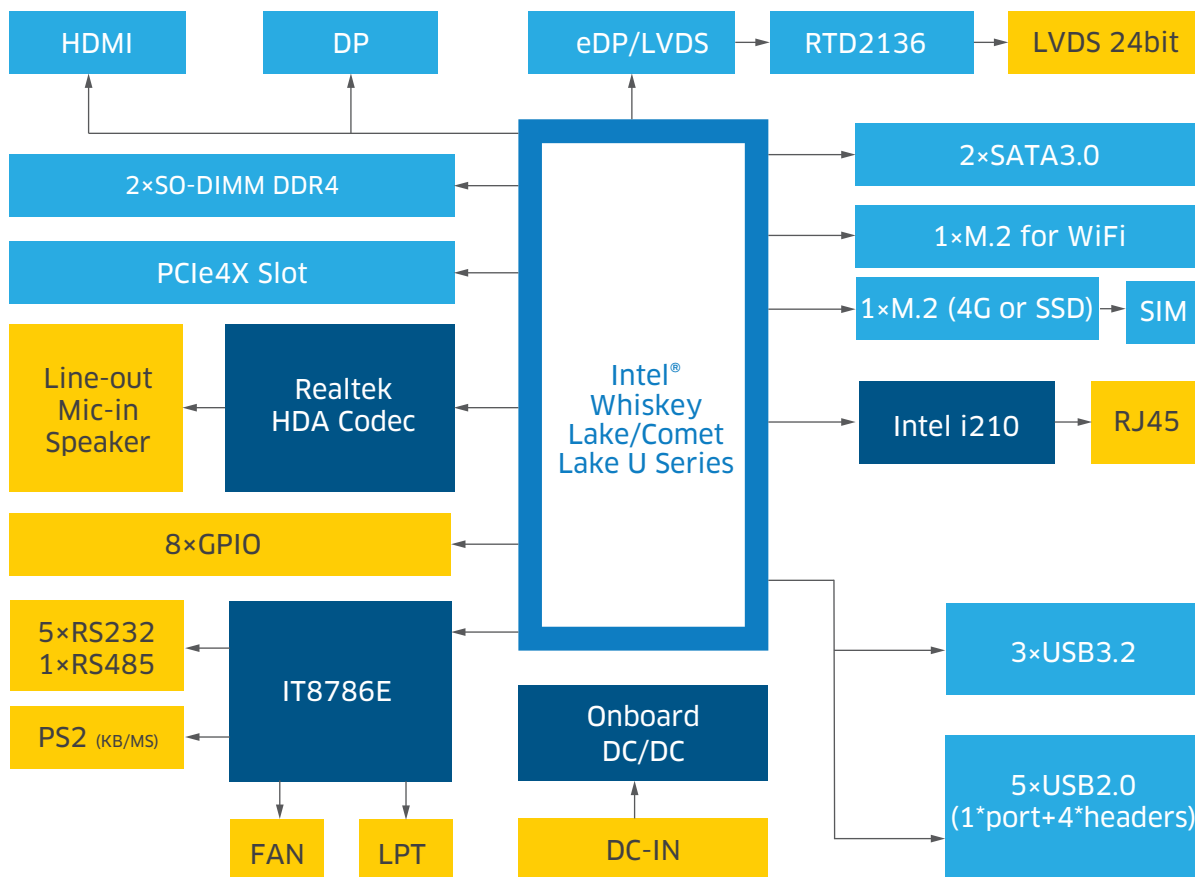 HDMI
DP
eDP/LVDS
RTD2136
LVDS 24bit
2×SO-DIMM DDR4
2×SATA3.0
PCIe4X Slot
1×M.2 for WiFi
1×M.2 (4G or SSD)
SIM
Line-out
Mic-in
Speaker
Realtek
HDA Codec
Intel®
Whiskey
Lake/Comet
Lake U Series
Intel i210
RJ45
8×GPIO
5×RS232
1×RS485
IT8786E
PS2 (KB/MS)
FAN
LPT
Onboard
DC/DC
DC-IN
3×USB3.2
5×USB2.0
(1*port+4*headers)